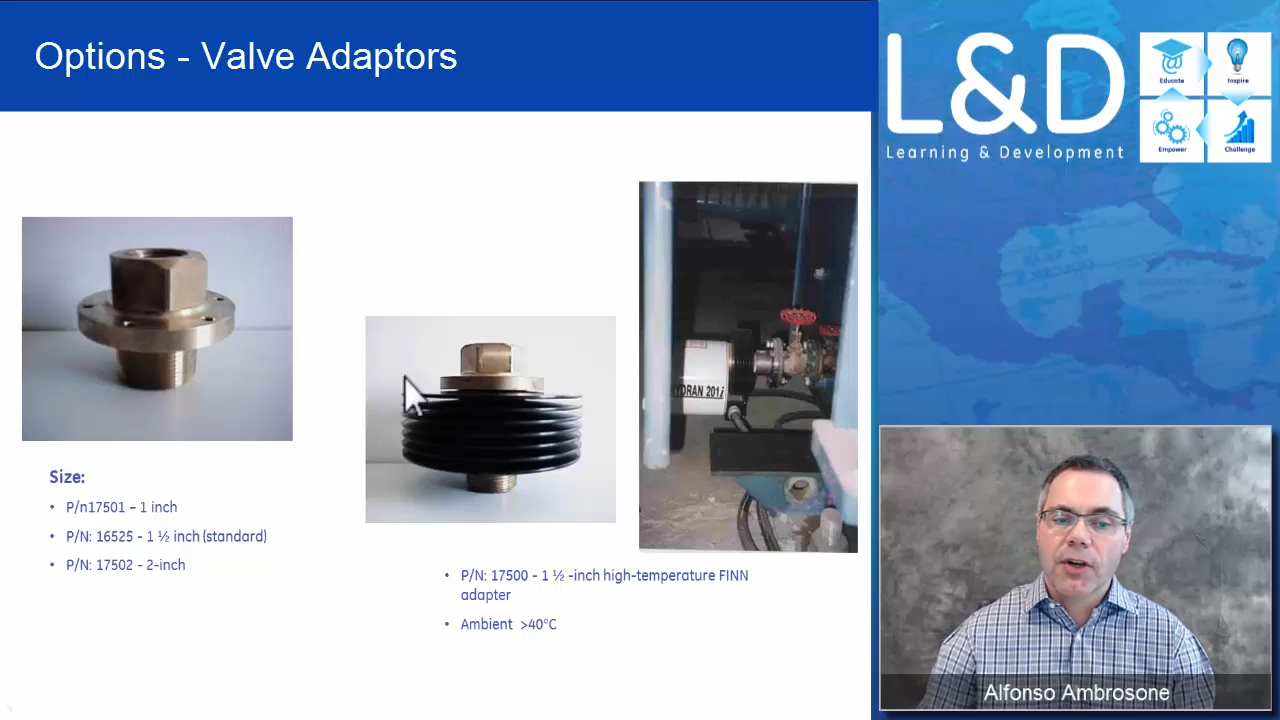 Options - Valve Adaptors
L&D
Learning & Development
Educate
Inspire
Empower
Challenge
HYDRAN 201i
Size:
• P/n17501 – 1 inch
• P/N: 16525 - 1 ½ inch (standard)
• P/N: 17502 - 2-inch
• P/N: 17500 - 1 ½ -inch high-temperature FINN
adapter
• Ambient >40°C
Alfonso Ambrosone